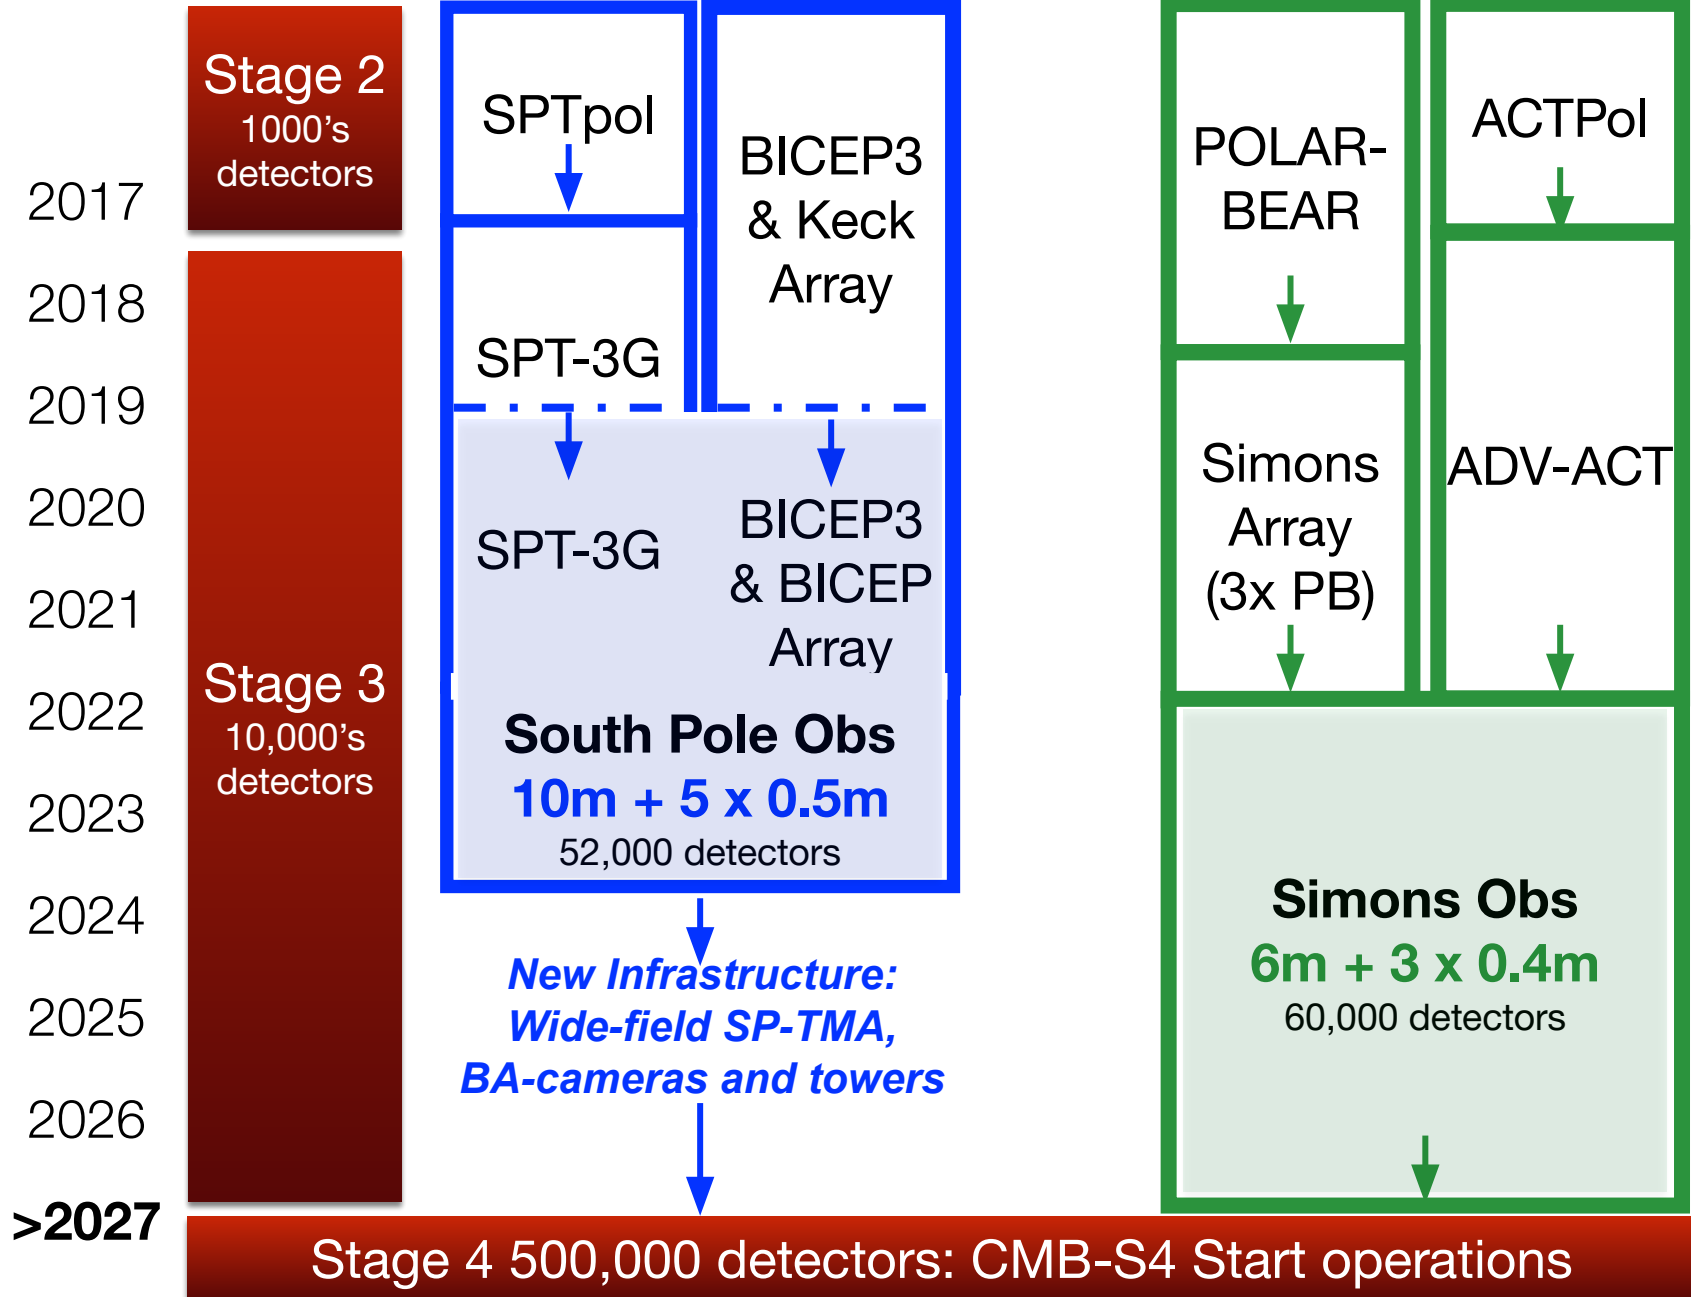 Stage 2
1000's
detectors
2017
2018
2019
2020
2021
2022
2023
2024
2025
2026
>2027
Stage 3
10,000's
detectors
SPTpol
SPT-3G
SPT-3G
BICEP3
& Keck
Array
BICEP3
& BICEP
Array
South Pole Obs
10m + 5 x 0.5m
52,000 detectors
New Infrastructure:
Wide-field SP-TMA,
BA-cameras and towers
POLAR-
BEAR
Simons
Array
(3x PB)
ACTPol
ADV-ACT
Simons Obs
6m + 3 x 0.4m
60,000 detectors
Stage 4 500,000 detectors: CMB-S4 Start operations